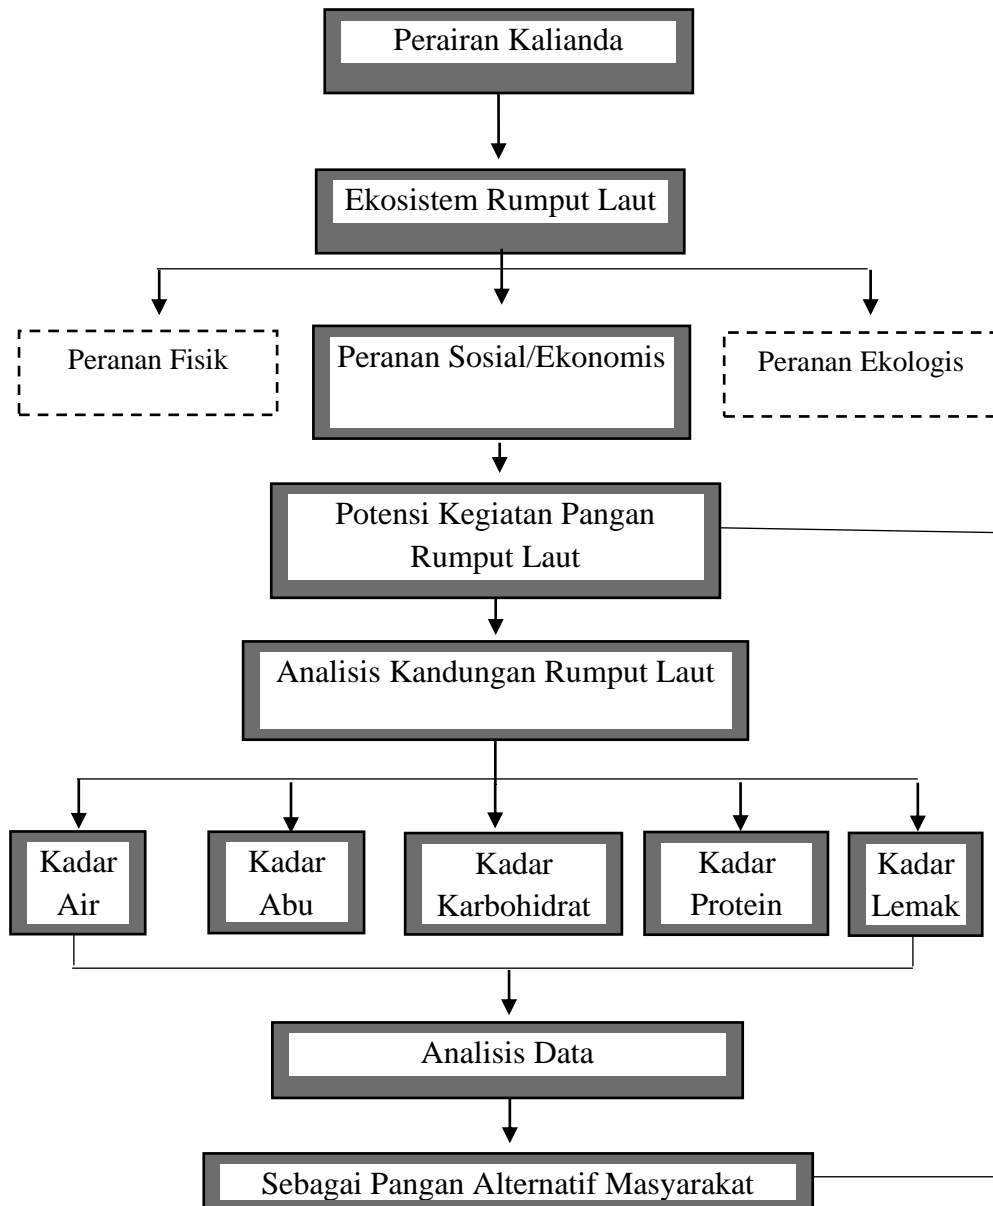 Perairan Kalianda
Ekosistem Rumput Laut
Peranan Fisik
Peranan Sosial/Ekonomis
Peranan Ekologis
Potensi Kegiatan Pangan
Rumput Laut
Analisis Kandungan Rumput Laut
Kadar
Air
Kadar
Abu
Kadar
Karbohidrat
Kadar
Protein
Kadar
Lemak
Analisis Data
Sebagai Pangan Alternatif Masyarakat